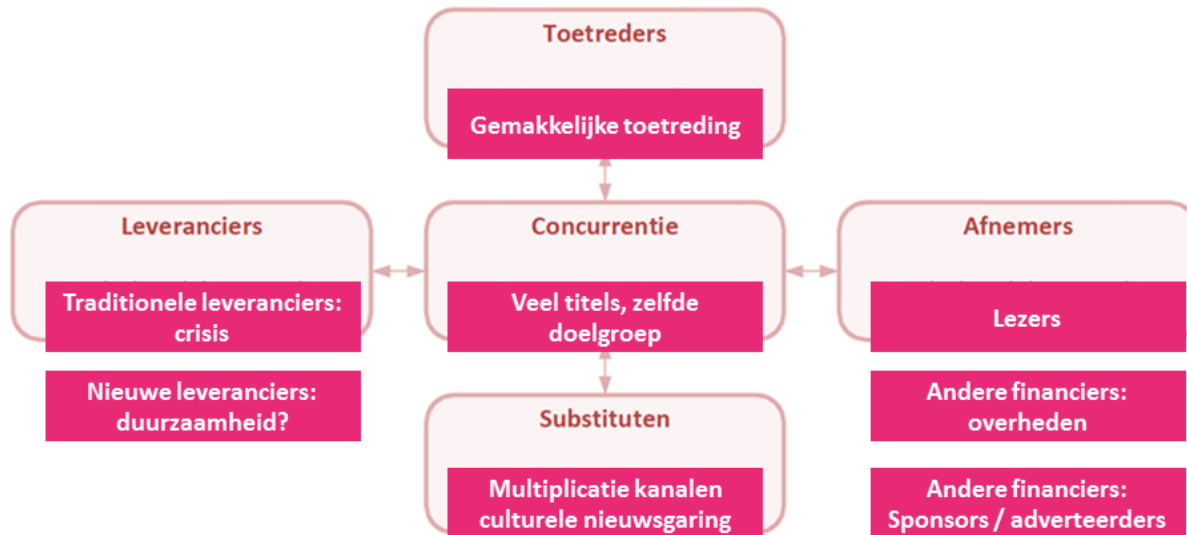 Toetreders
Gemakkelijke toetreding
Leveranciers
Traditionele leveranciers:
crisis
Nieuwe leveranciers:
duurzaamheid?
Concurrentie
Veel titels, zelfde
doelgroep
Afnemers
Lezers
Andere financiers:
overheden
Andere financiers:
Sponsors / adverteerders
Substituten
Multiplicatie kanalen
culturele nieuwsgaring